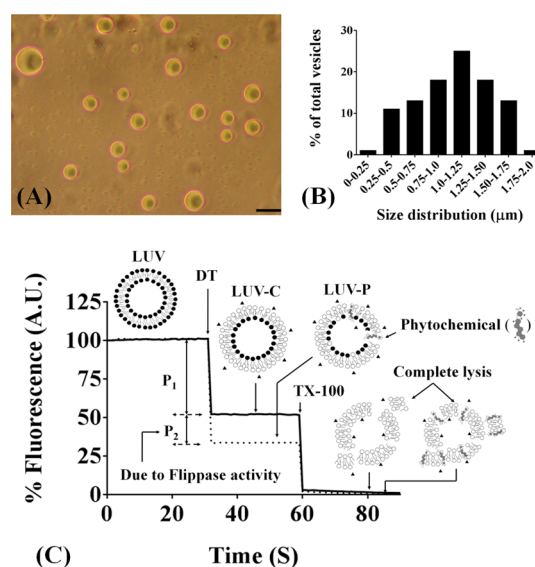 (A)
% of total vesicles
30
20
10
0
0-0.25
0.25-0.5
0.5-0.75
0.75-1.0
1.0-1.25
1.25-1.50
1.50-1.75
1.75-2.0
(B)
Size distribution (μm)
LUV
DT
LUV-C
LUV-P
Phytochemical ( )
TX-100
Complete lysis
% Fluorescence (A.U.)
125
100
75
50
25
0
P1
P2
Due to Flippase activity
0
20
40
60
80
(C)
Time (S)